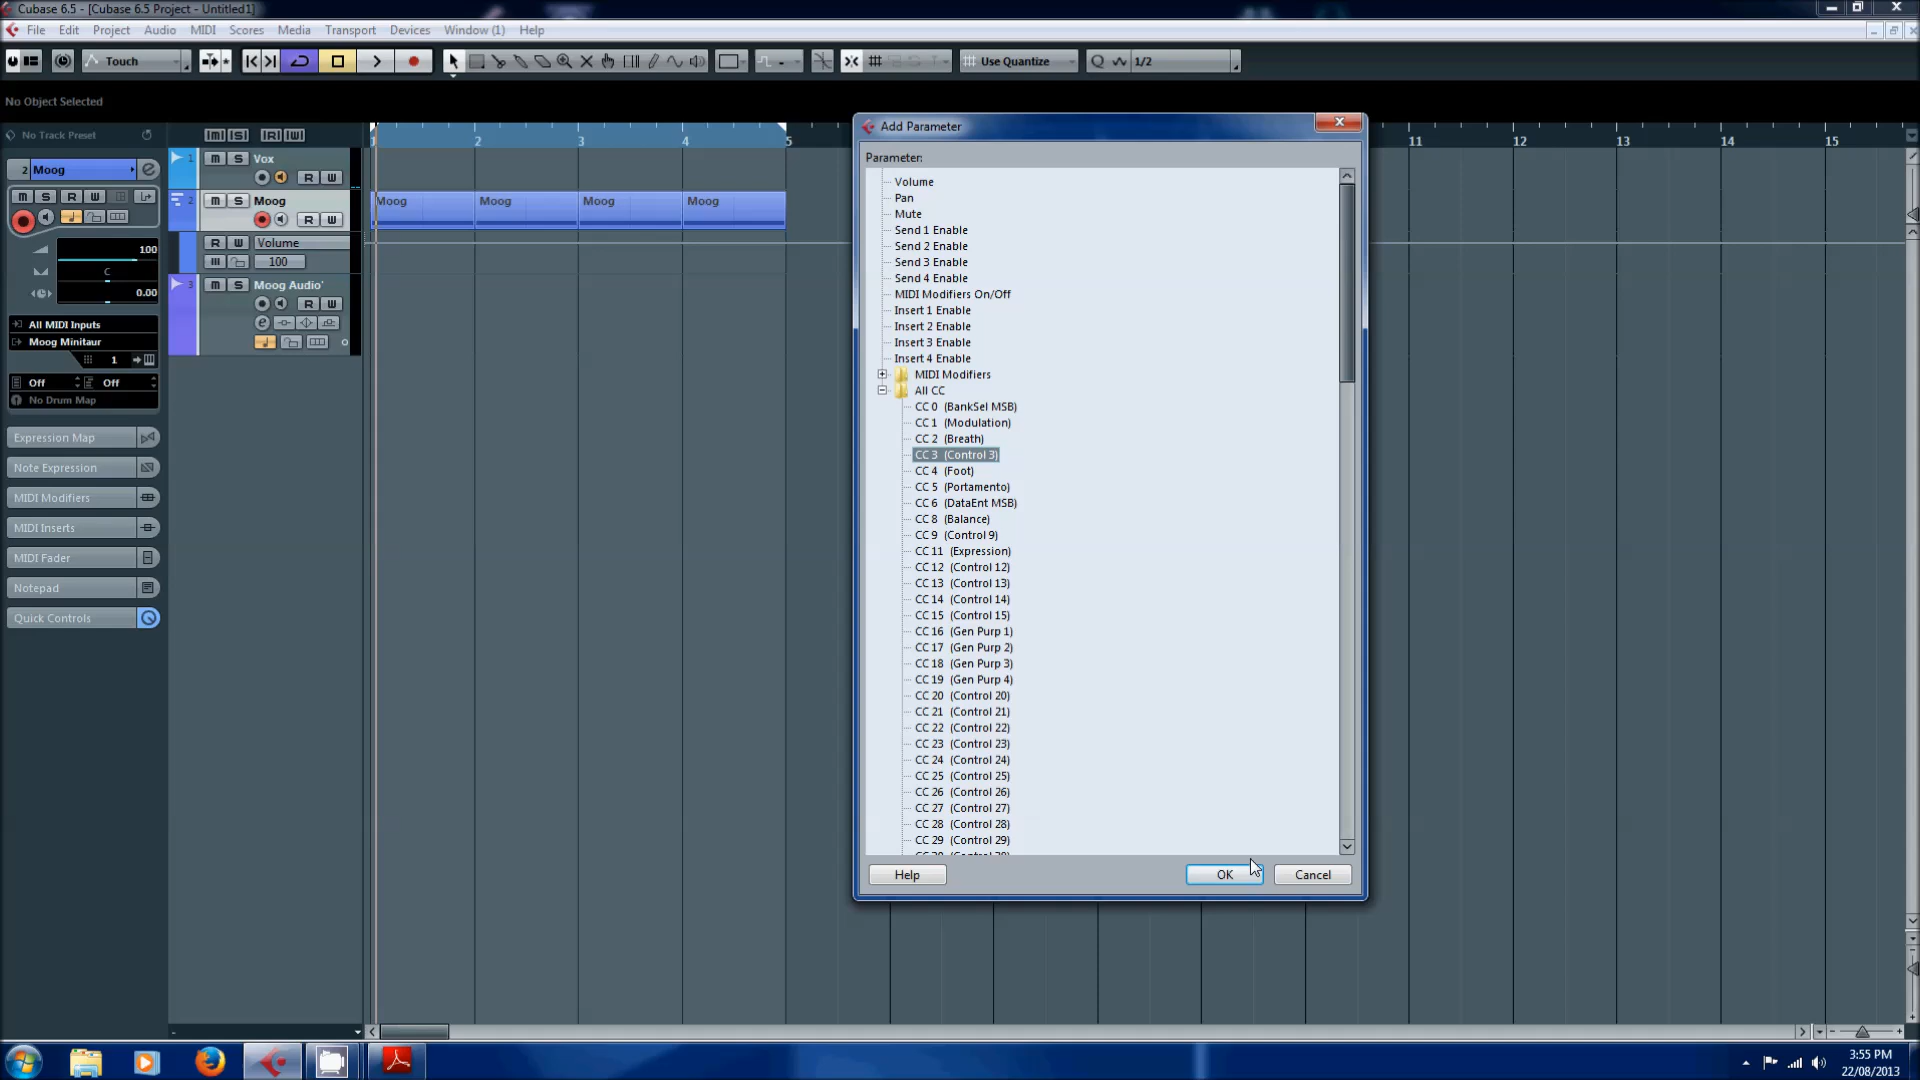 Cubase 6.5 - [Cubase 6.5 Project - Untitled1]
File Edit Project Audio MIDI Scores Media Transport Devices Window (1) Help
Touch Use Quantize 1/2
No Object Selected
No Track Preset
2 Moog
M S R W
100
C
0.00
All MIDI Inputs
Moog Minitaur
1
Off Off
No Drum Map
Expression Map
Note Expression
MIDI Modifiers
MIDI Inserts
MIDI Fader
Notepad
Quick Controls
[M] [S] [R] [W]
1 M S Vox
R W
2 M S Moog
R W
R W Volume
100
3 M S Moog Audio'
R W
1 2 3 4 5 11 12 13 14 15
Moog Moog Moog Moog
Add Parameter
Parameter:
Volume
Pan
Mute
Send 1 Enable
Send 2 Enable
Send 3 Enable
Send 4 Enable
MIDI Modifiers On/Off
Insert 1 Enable
Insert 2 Enable
Insert 3 Enable
Insert 4 Enable
MIDI Modifiers
All CC
CC 0 (BankSel MSB)
CC 1 (Modulation)
CC 2 (Breath)
CC 3 (Control 3)
CC 4 (Foot)
CC 5 (Portamento)
CC 6 (DataEnt MSB)
CC 8 (Balance)
CC 9 (Control 9)
CC 11 (Expression)
CC 12 (Control 12)
CC 13 (Control 13)
CC 14 (Control 14)
CC 15 (Control 15)
CC 16 (Gen Purp 1)
CC 17 (Gen Purp 2)
CC 18 (Gen Purp 3)
CC 19 (Gen Purp 4)
CC 20 (Control 20)
CC 21 (Control 21)
CC 22 (Control 22)
CC 23 (Control 23)
CC 24 (Control 24)
CC 25 (Control 25)
CC 26 (Control 26)
CC 27 (Control 27)
CC 28 (Control 28)
CC 29 (Control 29)
Help OK Cancel
3:55 PM
22/08/2013